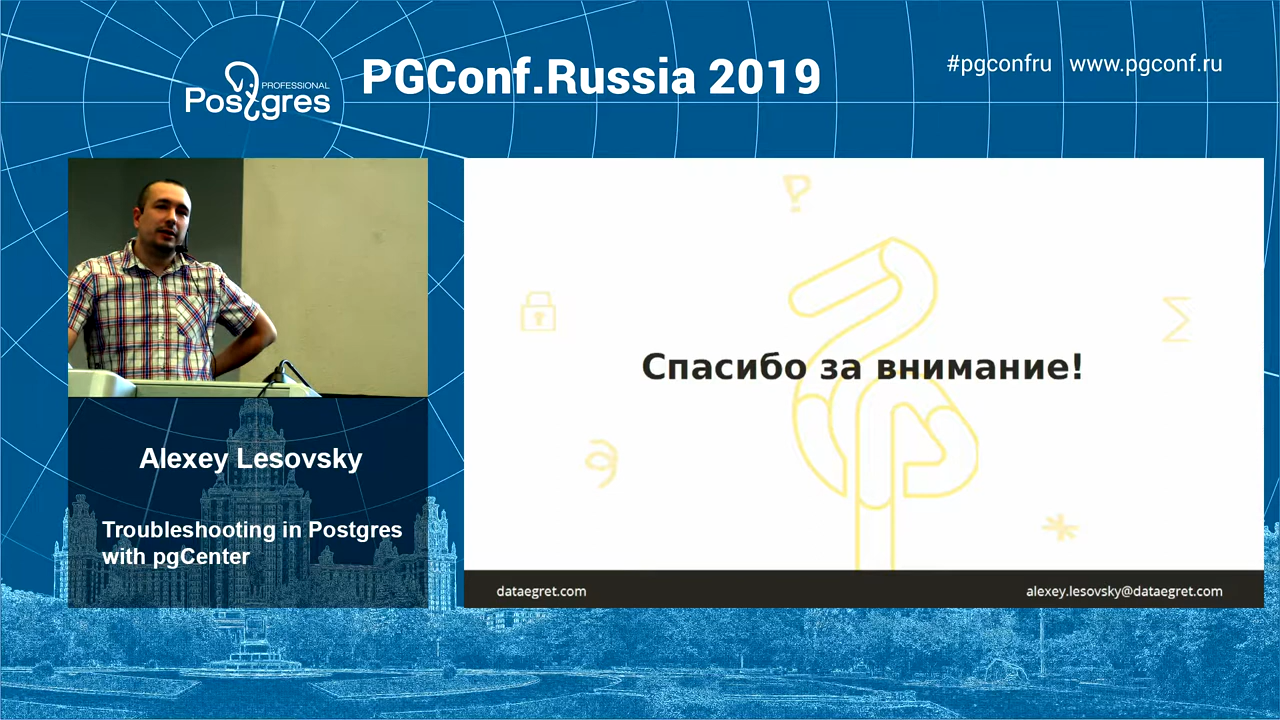 PROFESSIONAL
Postgres
PGConf.Russia 2019
#pgconfru www.pgconf.ru
Спасибо за внимание!
Alexey Lesovsky
Troubleshooting in Postgres
with pgCenter
dataegret.com
alexey.lesovsky@dataegret.com